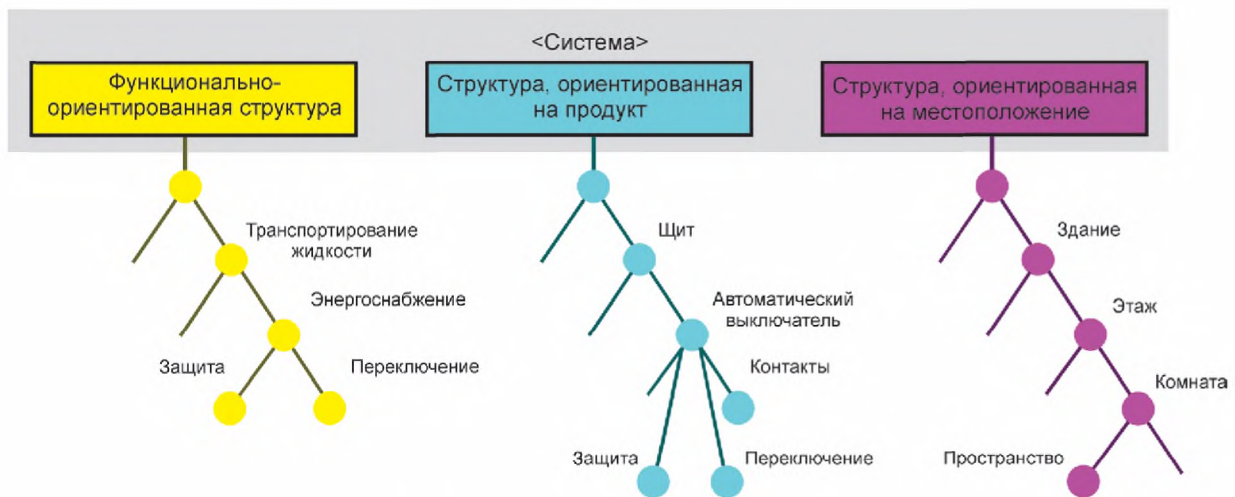 <Система>
Функционально-
ориентированная структура
Структура, ориентированная
на продукт
Структура, ориентированная
на местоположение
Транспортирование
жидкости
Энергоснабжение
Защита
Переключение
Щит
Автоматический
выключатель
Контакты
Защита
Переключение
Здание
Этаж
Комната
Пространство